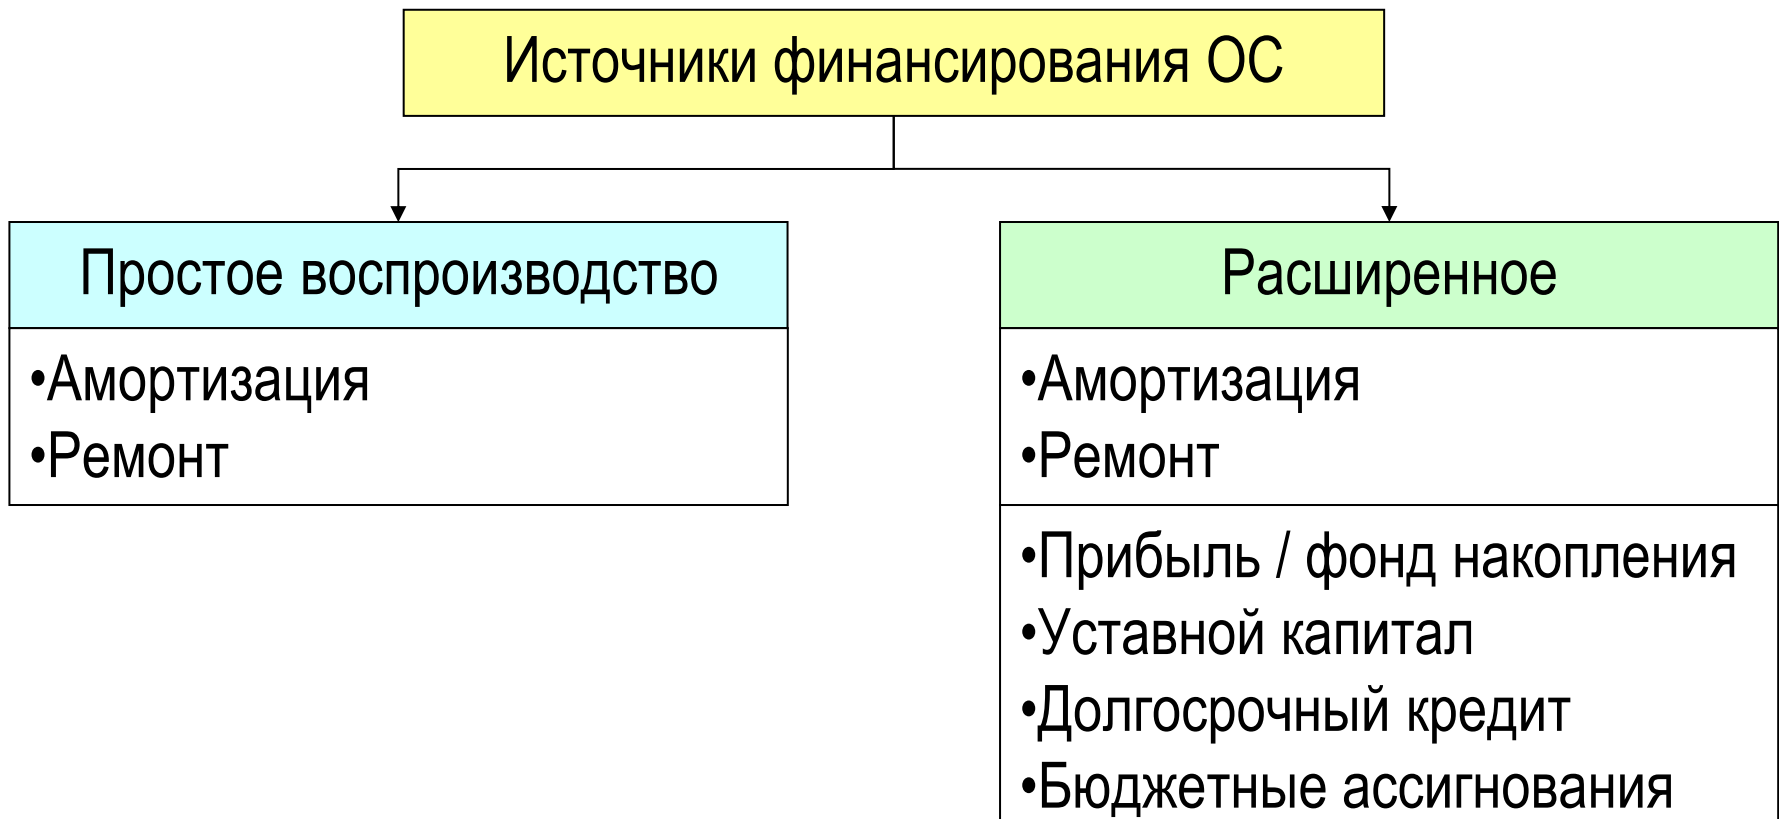 Источники финансирования ОС
Простое воспроизводство
•Амортизация
•Ремонт
Расширенное
•Амортизация
•Ремонт
•Прибыль / фонд накопления
•Уставной капитал
•Долгосрочный кредит
•Бюджетные ассигнования